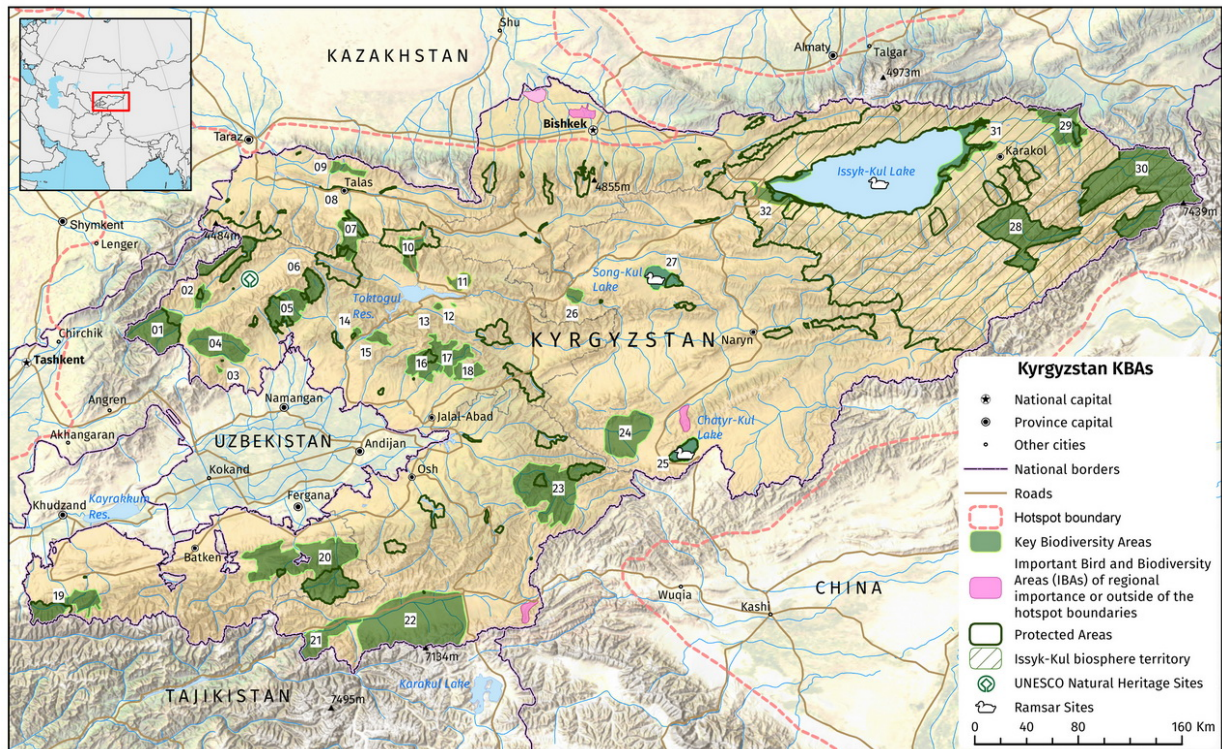 Shu
KAZAKHSTAN
Almaty
Talgar
4973m
Bishkek
Taraz
09
Talas
08
4855m
31
29
Karakol
30
Issyk-Kul Lake
32
7439m
28
Shymkent
Lenger
4484m
07
10
06
02
11
Song-Kul
Lake
27
Toktogul
Res.
05
01
04
14
13
12
26
KYRGYZSTAN
Naryn
15
16
17
18
03
Chirchik
Tashkent
Angren
Namangan
Jalal-Abad
Akhangaran
UZBEKISTAN
Andijan
Kokand
Osh
24
Chatyr-Kul
Lake
25
23
Khudzand
Kayrakkum
Res.
Fergana
Batken
20
19
22
21
7134m
Wuqia
Kashi
CHINA
TAJIKISTAN
Karakul Lake
7495m
Kyrgyzstan KBAs
National capital
Province capital
Other cities
National borders
Roads
Hotspot boundary
Key Biodiversity Areas
Important Bird and Biodiversity
Areas (IBAs) of regional
importance or outside of the
hotspot boundaries
Protected Areas
Issyk-Kul biosphere territory
UNESCO Natural Heritage Sites
Ramsar Sites
0 40 80 160 Km